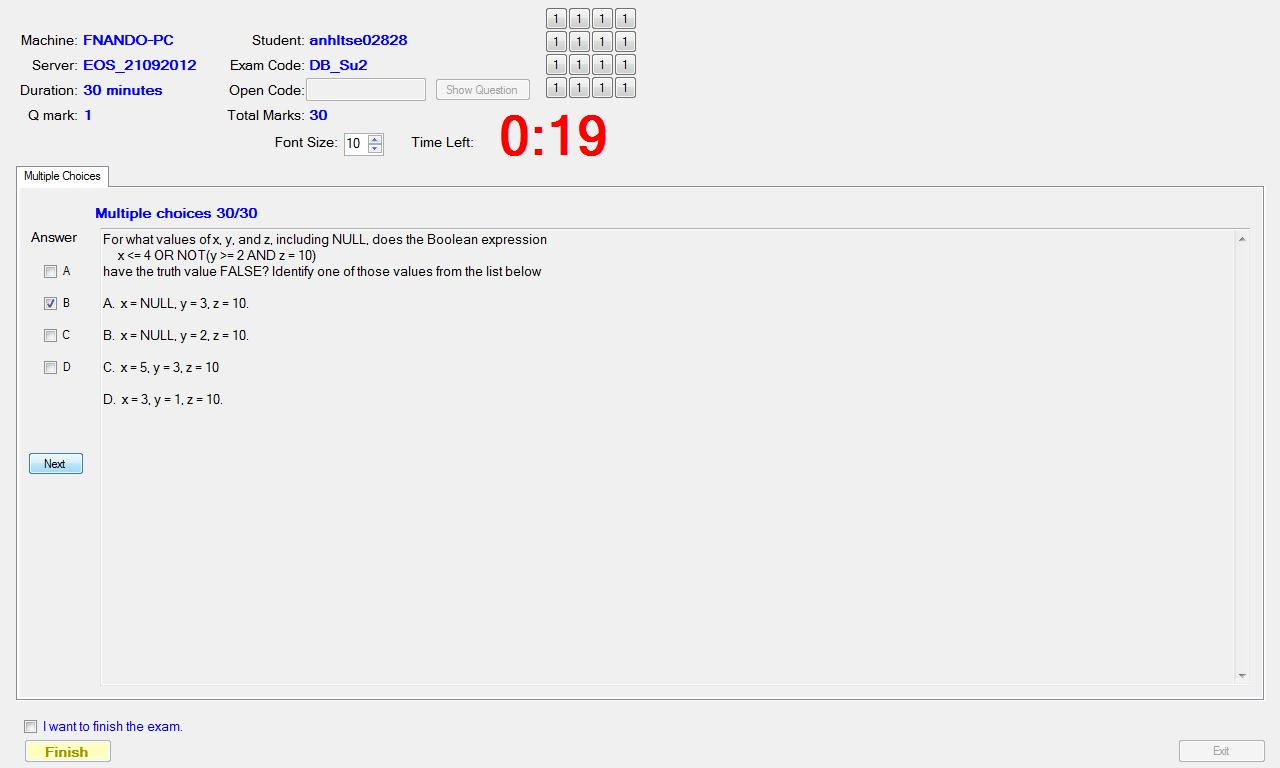 Machine: FNANDO-PC Student: anhltse02828
Server: EOS_21092012 Exam Code: DB_Su2
Duration: 30 minutes Open Code: Show Question
Q mark: 1 Total Marks: 30
1 1 1 1
1 1 1 1
1 1 1 1
1 1 1 1
Font Size: 10 Time Left: 0:19
Multiple Choices
Multiple choices 30/30
Answer
A
B
C
D
For what values of x, y, and z, including NULL, does the Boolean expression
x <= 4 OR NOT(y >= 2 AND z = 10)
have the truth value FALSE? Identify one of those values from the list below
A. x = NULL, y = 3, z = 10.
B. x = NULL, y = 2, z = 10.
C. x = 5, y = 3, z = 10
D. x = 3, y = 1, z = 10.
Next
I want to finish the exam.
Finish
Exit